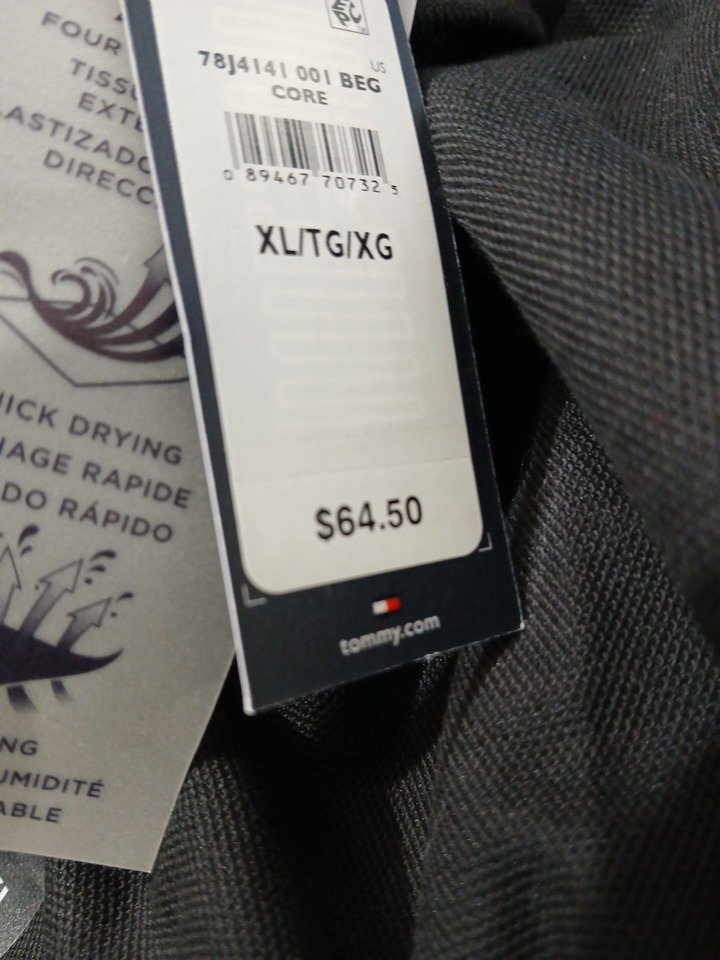 FOUR
TISSU
EXTE
LASTIZADO
DIRECC
EPC
US
78J4141 001 BEG
CORE
0 89467 70732 5
XL/TG/XG
$64.50
tommy.com
ICK DRYING
HAGE RAPIDE
DO RÁPIDO
NG
UMIDITÉ
ABLE